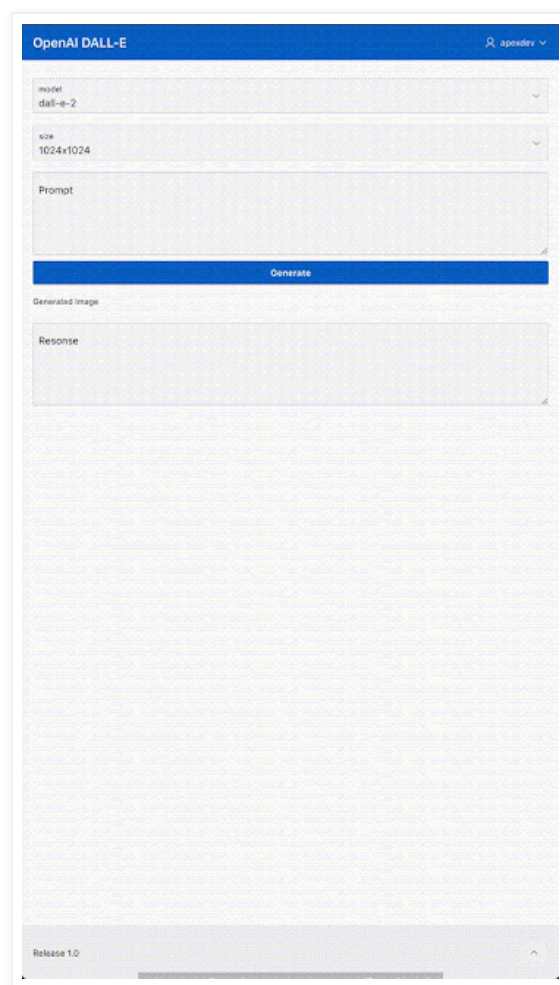 OpenAI DALL-E apexdev
model
dall-e-2
size
1024x1024
Prompt
Generate
Generated Image
Resonse
Release 1.0